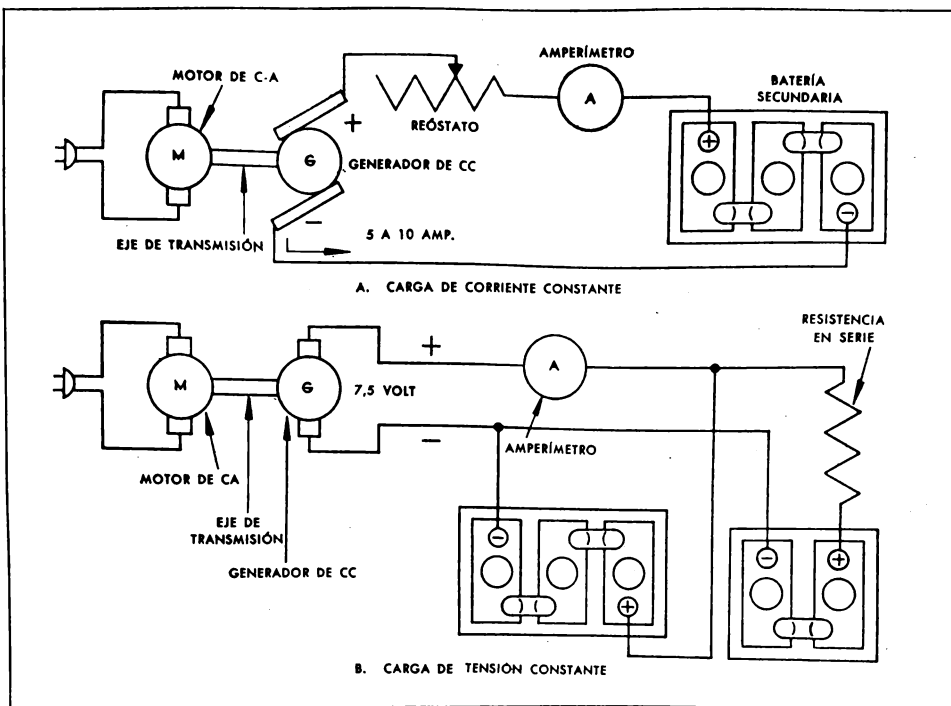 MOTOR DE C-A
M
EJE DE TRANSMISIÓN
G
+
−
GENERADOR DE CC
5 A 10 AMP.
REÓSTATO
AMPERÍMETRO
A
BATERÍA
SECUNDARIA
+
−
A. CARGA DE CORRIENTE CONSTANTE
M
MOTOR DE CA
EJE DE
TRANSMISIÓN
G
GENERADOR DE CC
7,5 VOLT
+
−
A
AMPERÍMETRO
RESISTENCIA
EN SERIE
−
+
−
+
B. CARGA DE TENSIÓN CONSTANTE